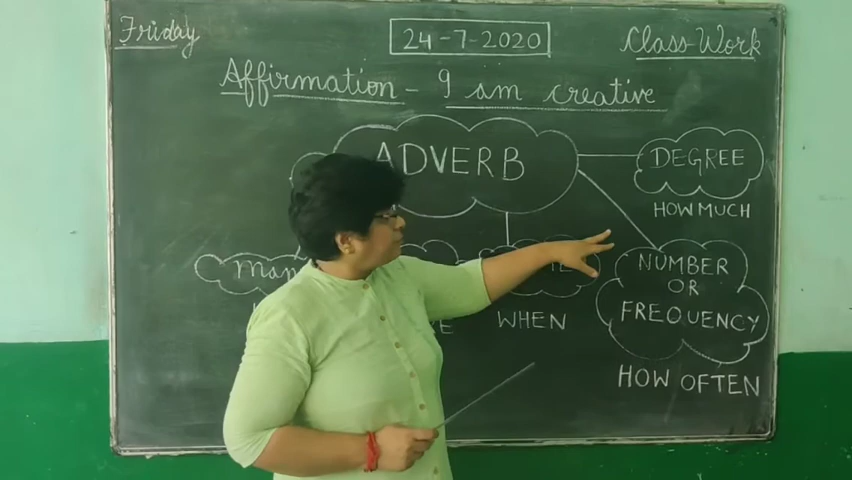 Friday
24-7-2020
Class Work
Affirmation - I am creative
ADVERB
DEGREE
HOW MUCH
NUMBER
OR
FREQUENCY
HOW OFTEN
WHEN